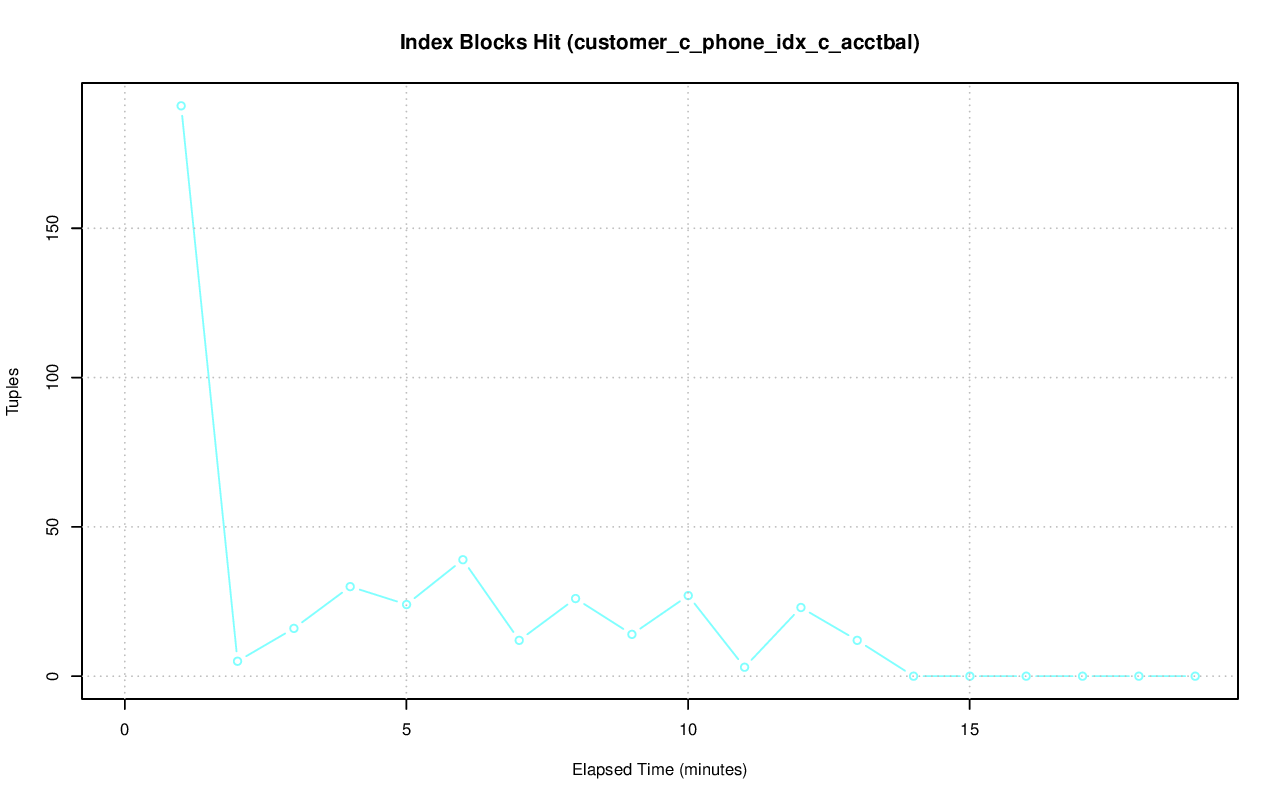 Index Blocks Hit (customer_c_phone_idx_c_acctbal)
Tuples
150
100
50
0
0 5 10 15
Elapsed Time (minutes)